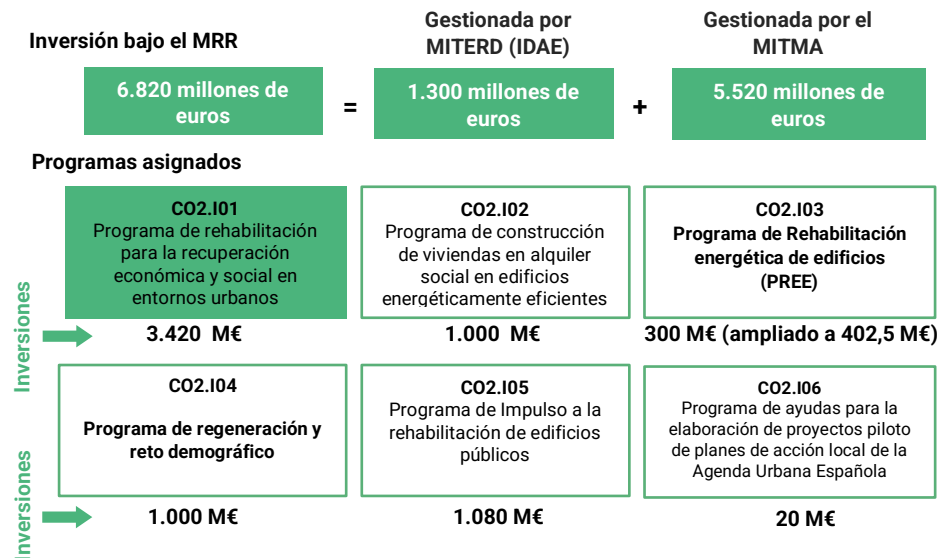 Inversión bajo el MRR
Gestionada por
MITERD (IDAE)
Gestionada por el
MITMA
6.820 millones de
euros
=
1.300 millones de
euros
+
5.520 millones de
euros
Programas asignados
CO2.I01
Programa de rehabilitación
para la recuperación
económica y social en
entornos urbanos
CO2.I02
Programa de construcción
de viviendas en alquiler
social en edificios
energéticamente eficientes
CO2.I03
Programa de Rehabilitación
energética de edificios
(PREE)
Inversiones
3.420 M€
1.000 M€
300 M€ (ampliado a 402,5 M€)
CO2.I04
Programa de regeneración y
reto demográfico
CO2.I05
Programa de Impulso a la
rehabilitación de edificios
públicos
CO2.I06
Programa de ayudas para la
elaboración de proyectos piloto
de planes de acción local de la
Agenda Urbana Española
Inversiones
1.000 M€
1.080 M€
20 M€